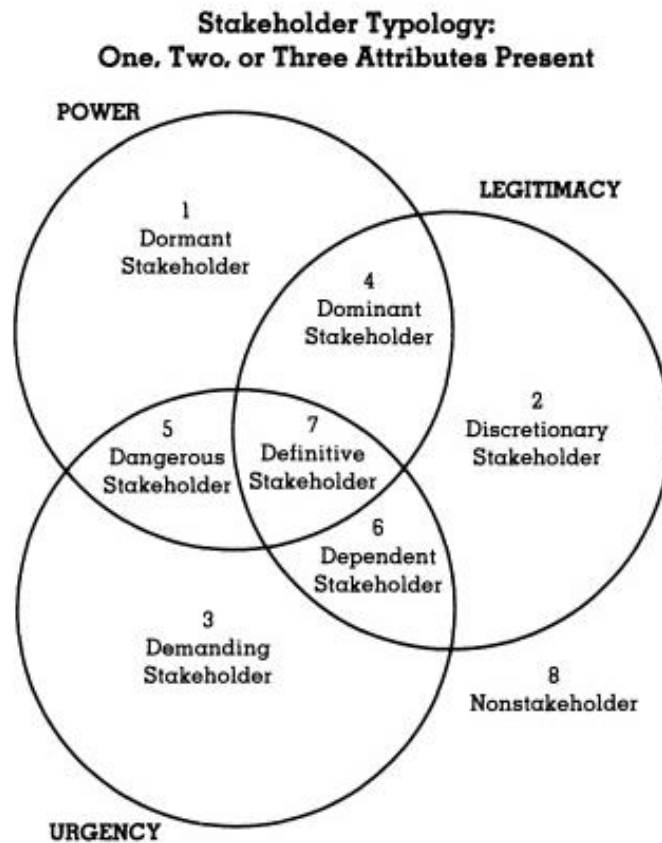 Stakeholder Typology:
One, Two, or Three Attributes Present
POWER
LEGITIMACY
1
Dormant
Stakeholder
4
Dominant
Stakeholder
2
Discretionary
Stakeholder
5
Dangerous
Stakeholder
7
Definitive
Stakeholder
6
Dependent
Stakeholder
3
Demanding
Stakeholder
8
Nonstakeholder
URGENCY